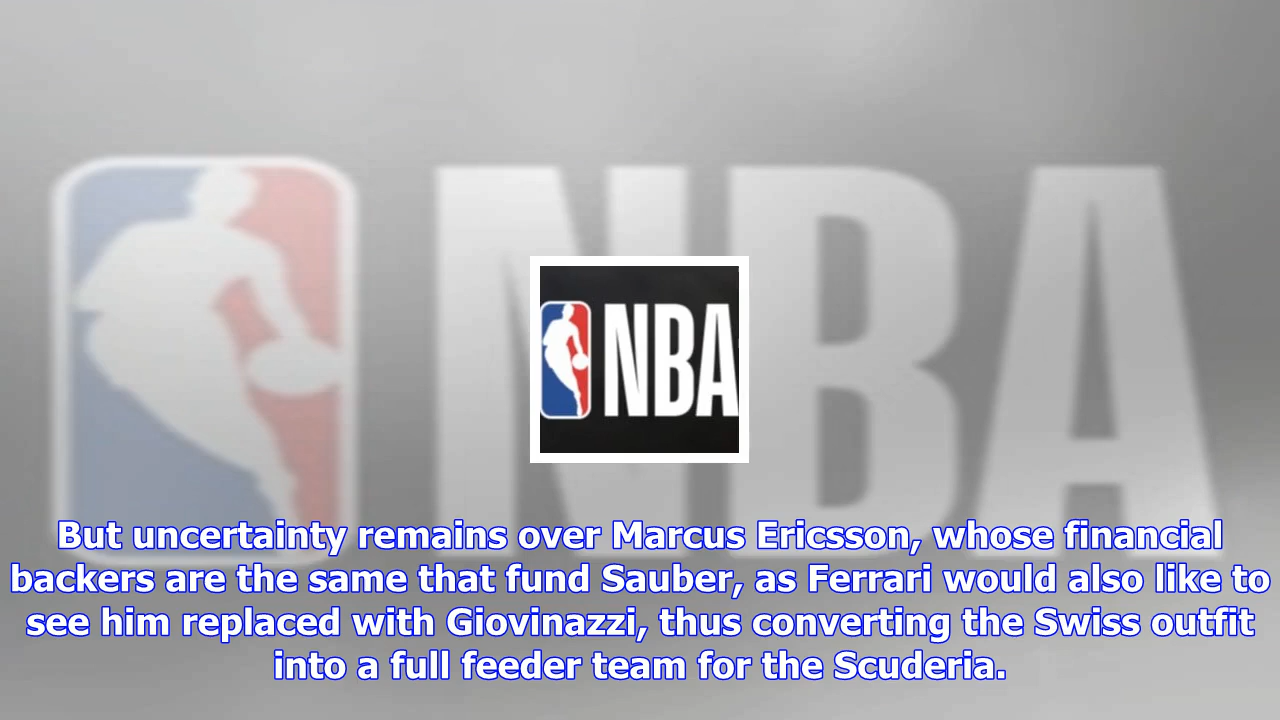 NBA
NBA
But uncertainty remains over Marcus Ericsson, whose financial
backers are the same that fund Sauber, as Ferrari would also like to
see him replaced with Giovinazzi, thus converting the Swiss outfit
into a full feeder team for the Scuderia.